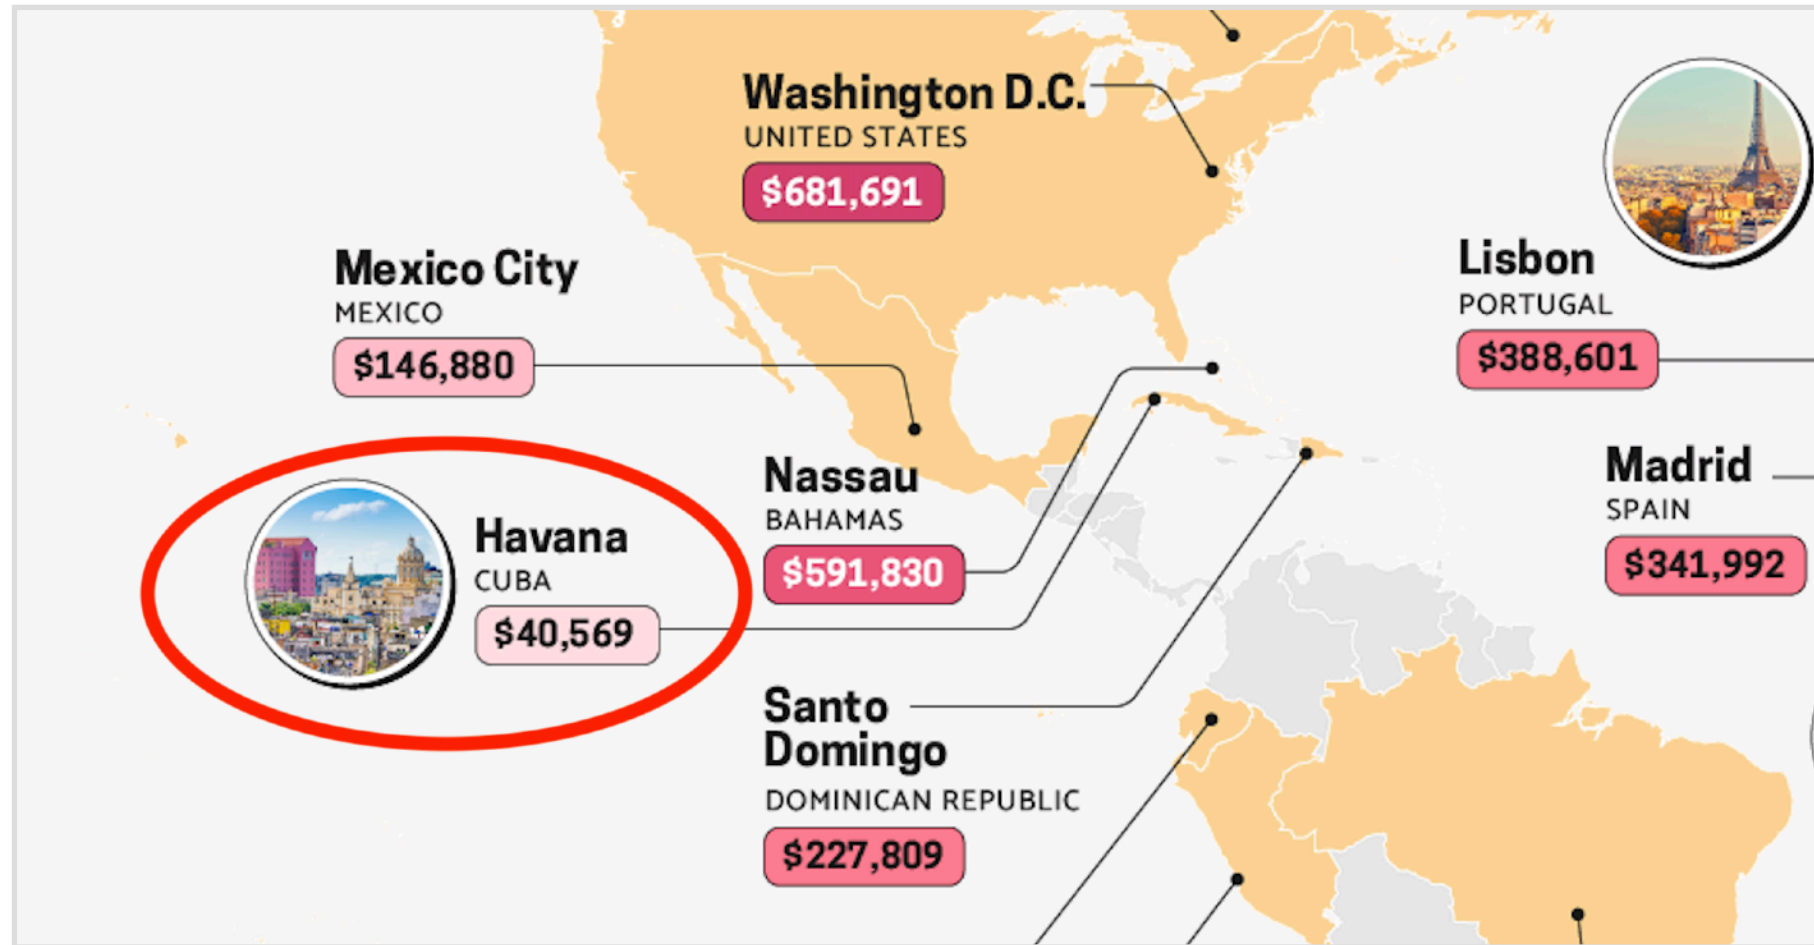 Washington D.C.
UNITED STATES
$681,691
Mexico City
MEXICO
$146,880
Lisbon
PORTUGAL
$388,601
Nassau
BAHAMAS
$591,830
Madrid
SPAIN
$341,992
Havana
CUBA
$40,569
Santo
Domingo
DOMINICAN REPUBLIC
$227,809